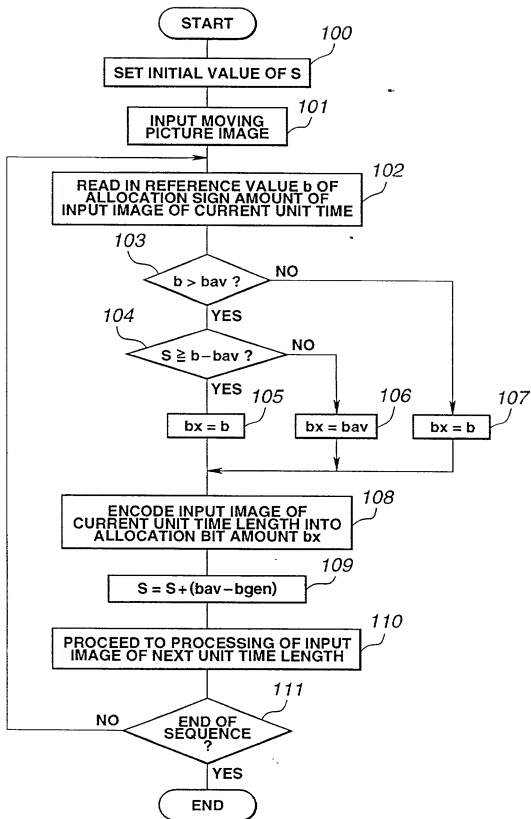 START
100
SET INITIAL VALUE OF S
101
INPUT MOVING
PICTURE IMAGE
102
READ IN REFERENCE VALUE b OF
ALLOCATION SIGN AMOUNT OF
INPUT IMAGE OF CURRENT UNIT TIME
103
b > bav ?
NO
YES
104
S ≧ b – bav ?
NO
YES
105
bx = b
106
bx = bav
107
bx = b
108
ENCODE INPUT IMAGE OF
CURRENT UNIT TIME LENGTH INTO
ALLOCATION BIT AMOUNT bx
109
S = S + (bav – bgen)
110
PROCEED TO PROCESSING OF INPUT
IMAGE OF NEXT UNIT TIME LENGTH
111
NO
END OF
SEQUENCE
?
YES
END